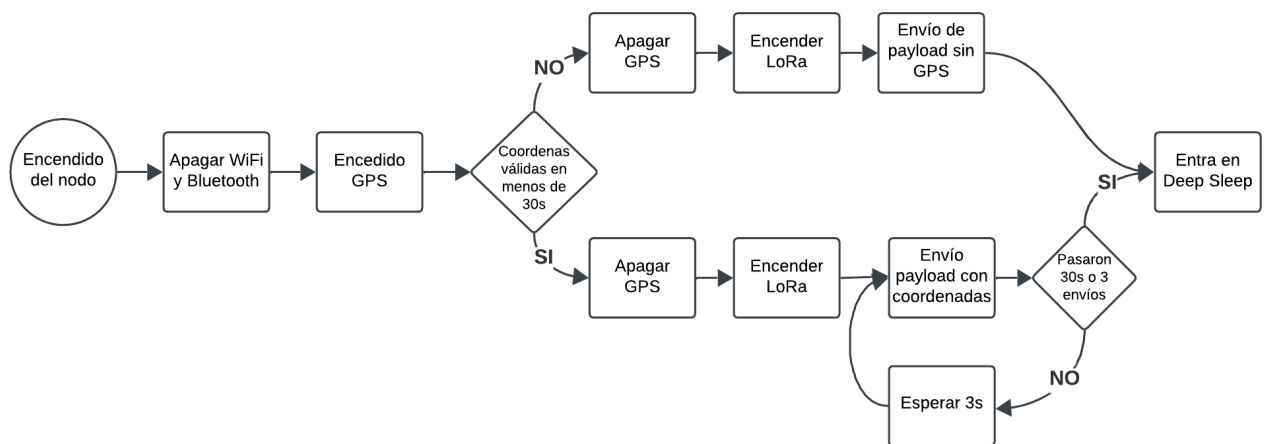 Encendido
del nodo
Apagar WiFi
y Bluetooth
Encedido
GPS
Coordenas
válidas en
menos de
30s
NO
Apagar
GPS
Encender
LoRa
Envío de
payload sin
GPS
SI
Apagar
GPS
Encender
LoRa
Envío
payload con
coordenadas
Pasaron
30s o 3
envíos
SI
Entra en
Deep Sleep
NO
Esperar 3s